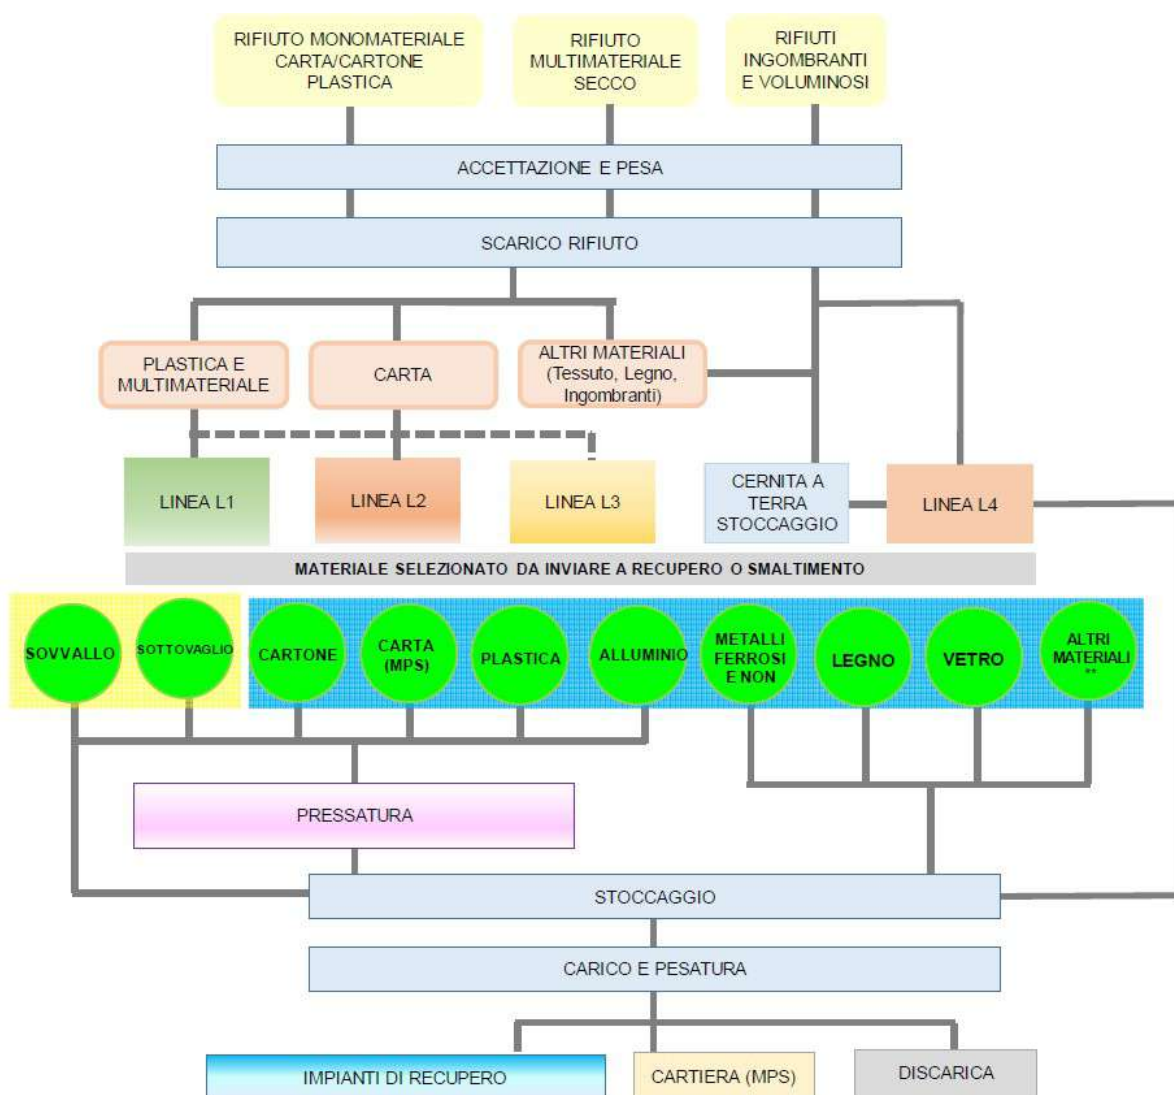 RIFIUTO MONOMATERIALE
CARTA/CARTONE
PLASTICA
RIFIUTO
MULTIMATERIALE
SECCO
RIFIUTI
INGOMBRANTI
E VOLUMINOSI
ACCETTAZIONE E PESA
SCARICO RIFIUTO
PLASTICA E
MULTIMATERIALE
CARTA
ALTRI MATERIALI
(Tessuto, Legno,
Ingombranti)
LINEA L1
LINEA L2
LINEA L3
CERNITA A
TERRA
STOCCAGGIO
LINEA L4
MATERIALE SELEZIONATO DA INVIARE A RECUPERO O SMALTIMENTO
SOVVALLO
SOTTOVAGLIO
CARTONE
CARTA
(MPS)
PLASTICA
ALLUMINIO
METALLI
FERROSI
E NON
LEGNO
VETRO
ALTRI
MATERIALI
**
PRESSATURA
STOCCAGGIO
CARICO E PESATURA
IMPIANTI DI RECUPERO
CARTIERA (MPS)
DISCARICA